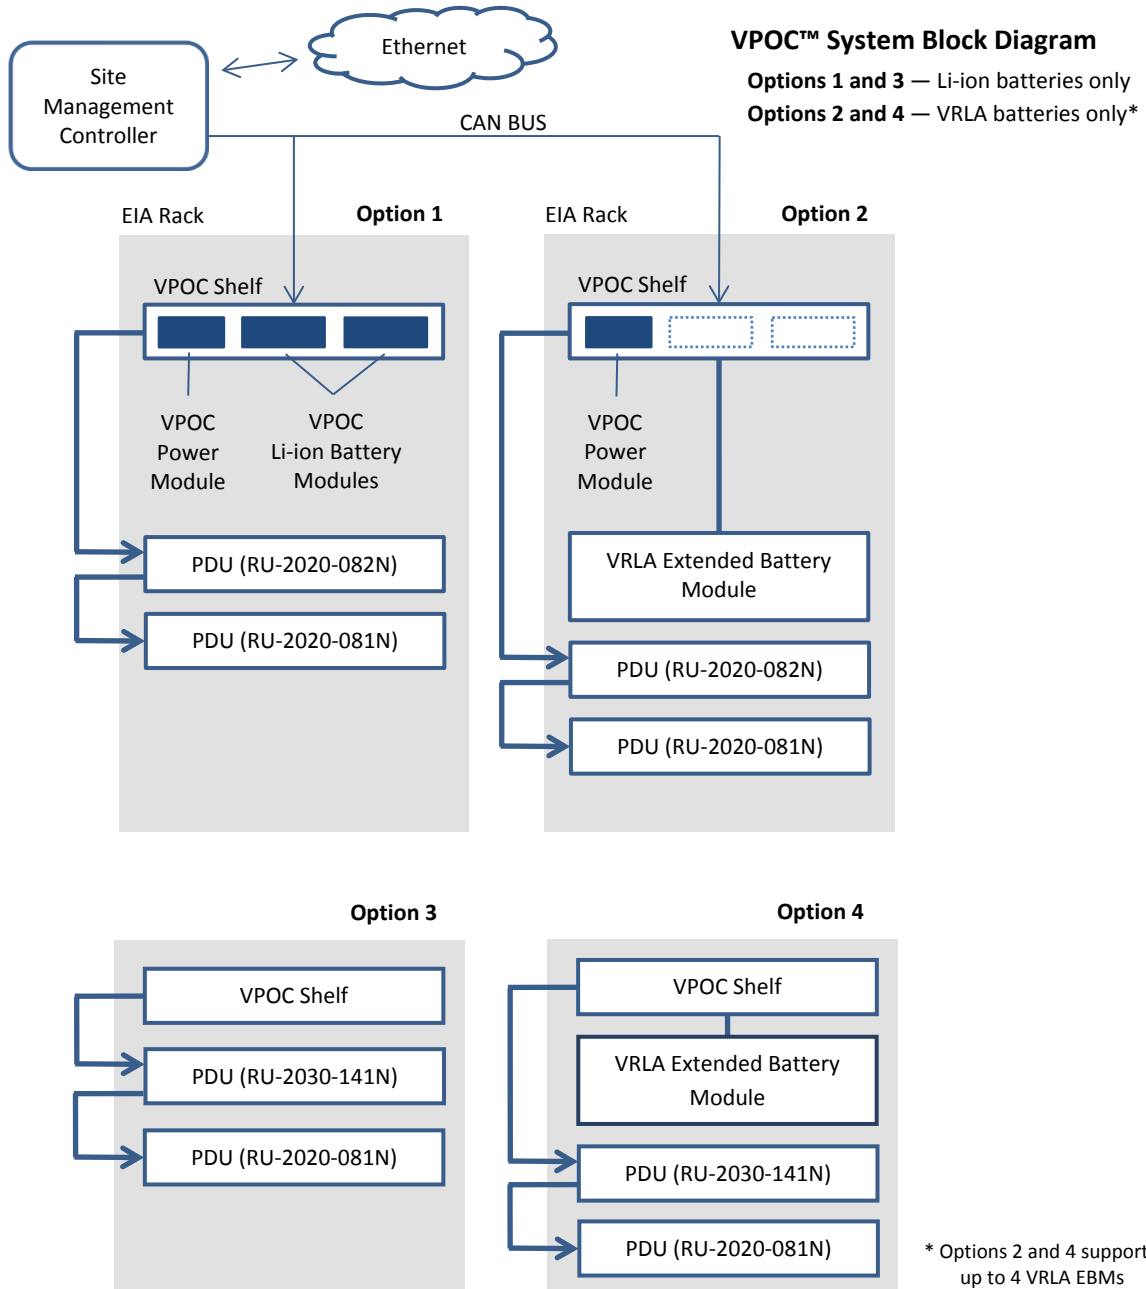 VPOC™ System Block Diagram
Options 1 and 3 — Li-ion batteries only
Options 2 and 4 — VRLA batteries only*
Ethernet
Site
Management
Controller
CAN BUS
EIA Rack
Option 1
VPOC Shelf
VPOC
Power
Module
VPOC
Li-ion Battery
Modules
PDU (RU-2020-082N)
PDU (RU-2020-081N)
EIA Rack
Option 2
VPOC Shelf
VPOC
Power
Module
VRLA Extended Battery
Module
PDU (RU-2020-082N)
PDU (RU-2020-081N)
Option 3
VPOC Shelf
PDU (RU-2030-141N)
PDU (RU-2020-081N)
Option 4
VPOC Shelf
VRLA Extended Battery
Module
PDU (RU-2030-141N)
PDU (RU-2020-081N)
* Options 2 and 4 support
up to 4 VRLA EBMs